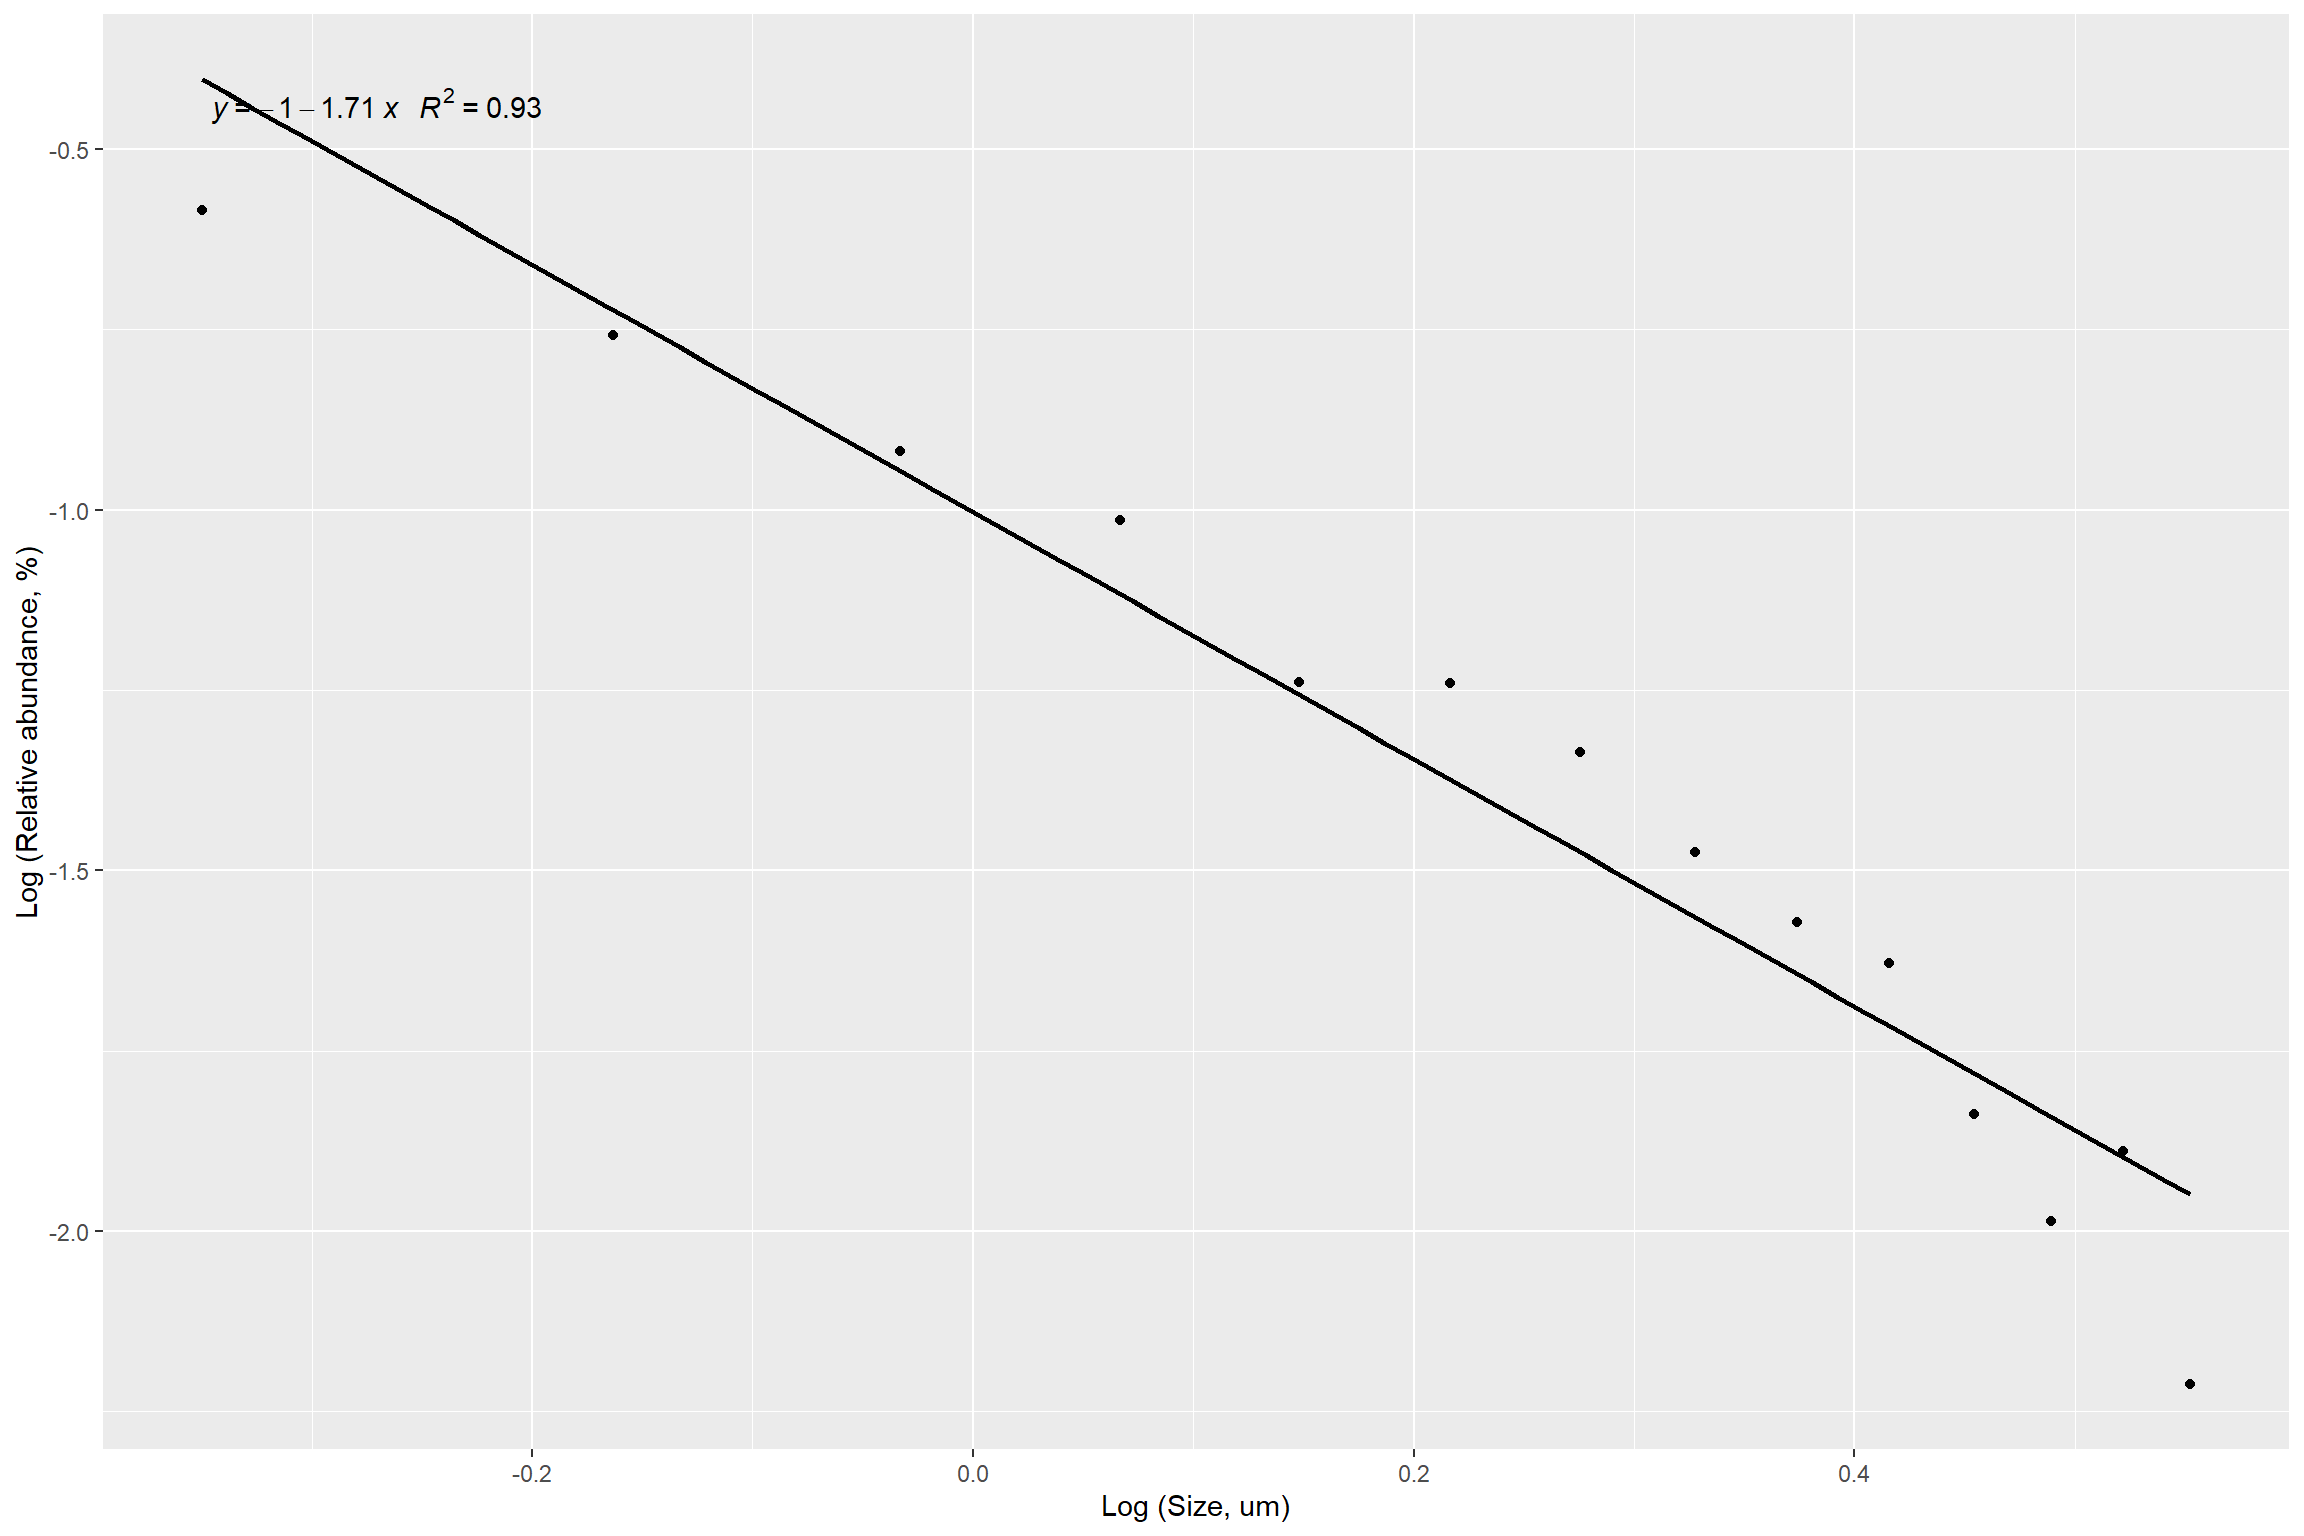 y = − 1 − 1.71 x R² = 0.93
-0.5
-1.0
-1.5
-2.0
Log (Relative abundance, %)
-0.2 0.0 0.2 0.4
Log (Size, um)